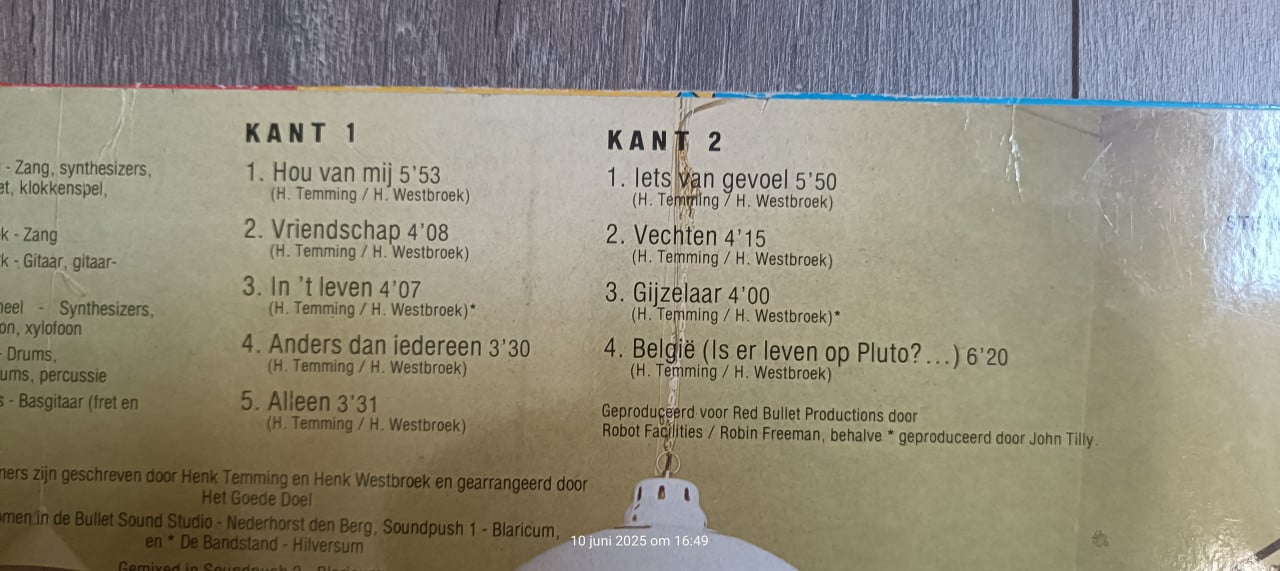 - Zang, synthesizers,
klokkenspel,
- Zang
- Gitaar, gitaar-
- Synthesizers,
xylofoon
- Drums,
percussie
- Basgitaar (fret en
KANT 1
1. Hou van mij 5'53
(H. Temming / H. Westbroek)
2. Vriendschap 4'08
(H. Temming / H. Westbroek)
3. In 't leven 4'07
(H. Temming / H. Westbroek)*
4. Anders dan iedereen 3'30
(H. Temming / H. Westbroek)
5. Alleen 3'31
(H. Temming / H. Westbroek)
KANT 2
1. Iets van gevoel 5'50
(H. Temming / H. Westbroek)
2. Vechten 4'15
(H. Temming / H. Westbroek)
3. Gijzelaar 4'00
(H. Temming / H. Westbroek)*
4. België (Is er leven op Pluto?...) 6'20
(H. Temming / H. Westbroek)
Geproduceerd voor Red Bullet Productions door
Robot Facilities / Robin Freeman, behalve * geproduceerd door John Tilly.
zijn geschreven door Henk Temming en Henk Westbroek en gearrangeerd door
Het Goede Doel
in de Bullet Sound Studio - Nederhorst den Berg, Soundpush 1 - Blaricum,
en * De Bandstand - Hilversum
Gemixed in Soundpush 2
10 juni 2025 om 16:49